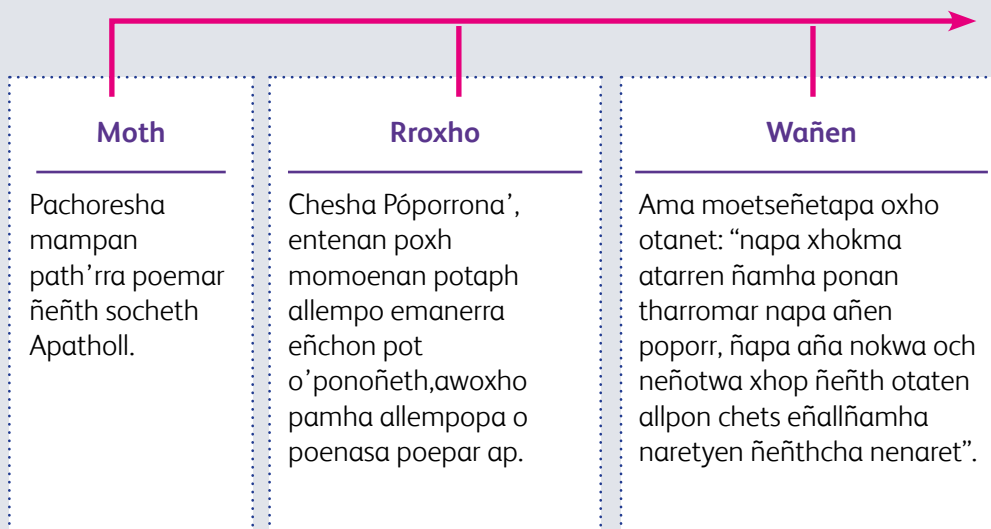 Moth
Pachoresha
mampan
path’rra poemar
ñeñth socheth
Apatholl.
Rroxho
Chesha Póporrona’,
entenan poxh
momoenan potaph
allempo emanerra
eñchon pot
o’ponoñeth,awoxho
pamha allempopa o
poenasa poepar ap.
Wañen
Ama moetseñetapa oxho
otanet: “napa xhokma
atarren ñamha ponan
tharromar napa añen
poporr, ñapa aña nokwa och
neñotwa xhop ñeñth otaten
allpon chets eñallñamha
naretyen ñeñthcha nenaret”.